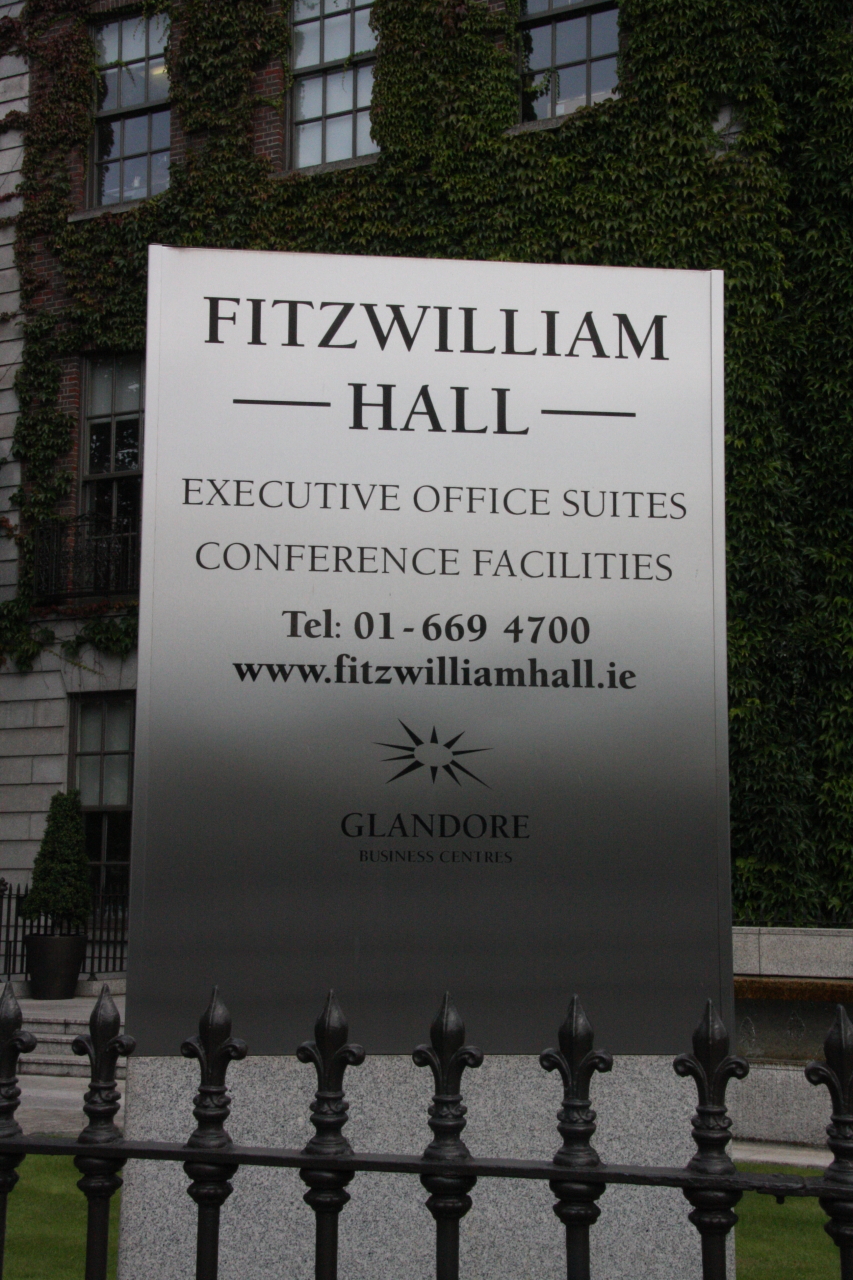 FITZWILLIAM
HALL
EXECUTIVE OFFICE SUITES
CONFERENCE FACILITIES
Tel: 01-669 4700
www.fitzwilliamhall.ie
GLANDORE
BUSINESS CENTRES